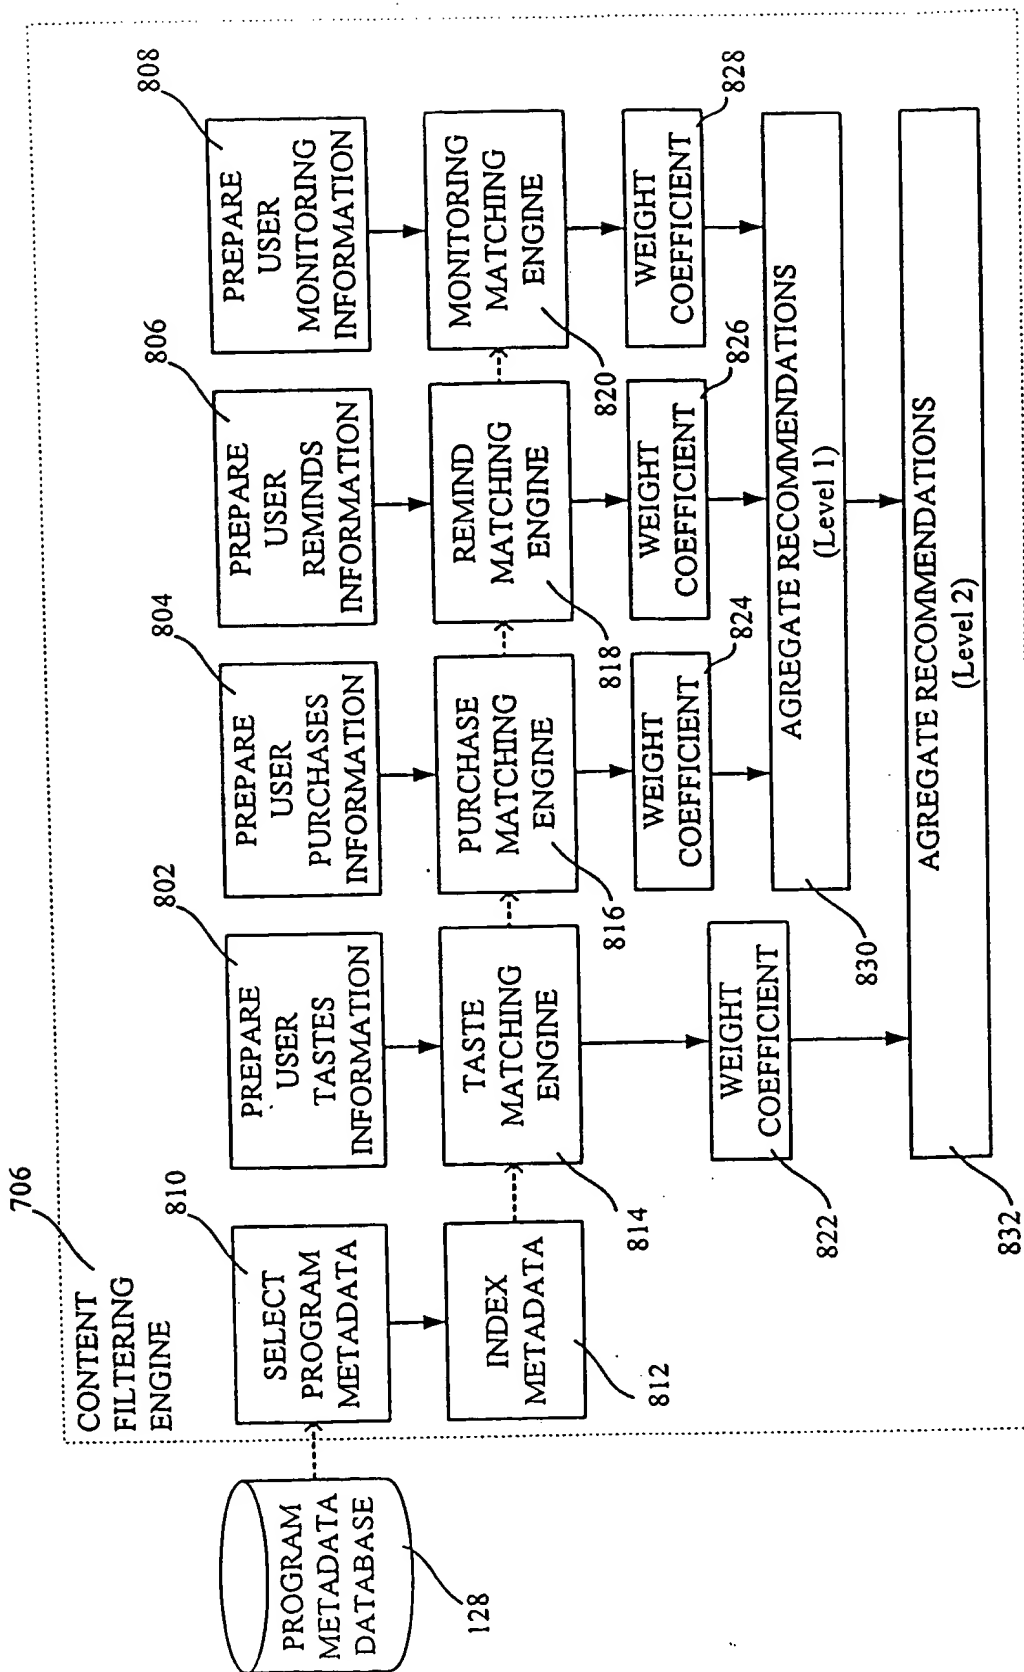 CONTENT
FILTERING
ENGINE
706
PROGRAM
METADATA
DATABASE
128
SELECT
PROGRAM
METADATA
810
PREPARE
USER
TASTES
INFORMATION
802
PREPARE
USER
PURCHASES
INFORMATION
804
PREPARE
USER
REMINDS
INFORMATION
806
PREPARE
USER
MONITORING
INFORMATION
808
INDEX
METADATA
812
TASTE
MATCHING
ENGINE
814
PURCHASE
MATCHING
ENGINE
816
REMIND
MATCHING
ENGINE
818
MONITORING
MATCHING
ENGINE
820
WEIGHT
COEFFICIENT
822
WEIGHT
COEFFICIENT
824
WEIGHT
COEFFICIENT
826
WEIGHT
COEFFICIENT
828
AGREGATE RECOMMENDATIONS
(Level 1)
830
AGREGATE RECOMMENDATIONS
(Level 2)
832